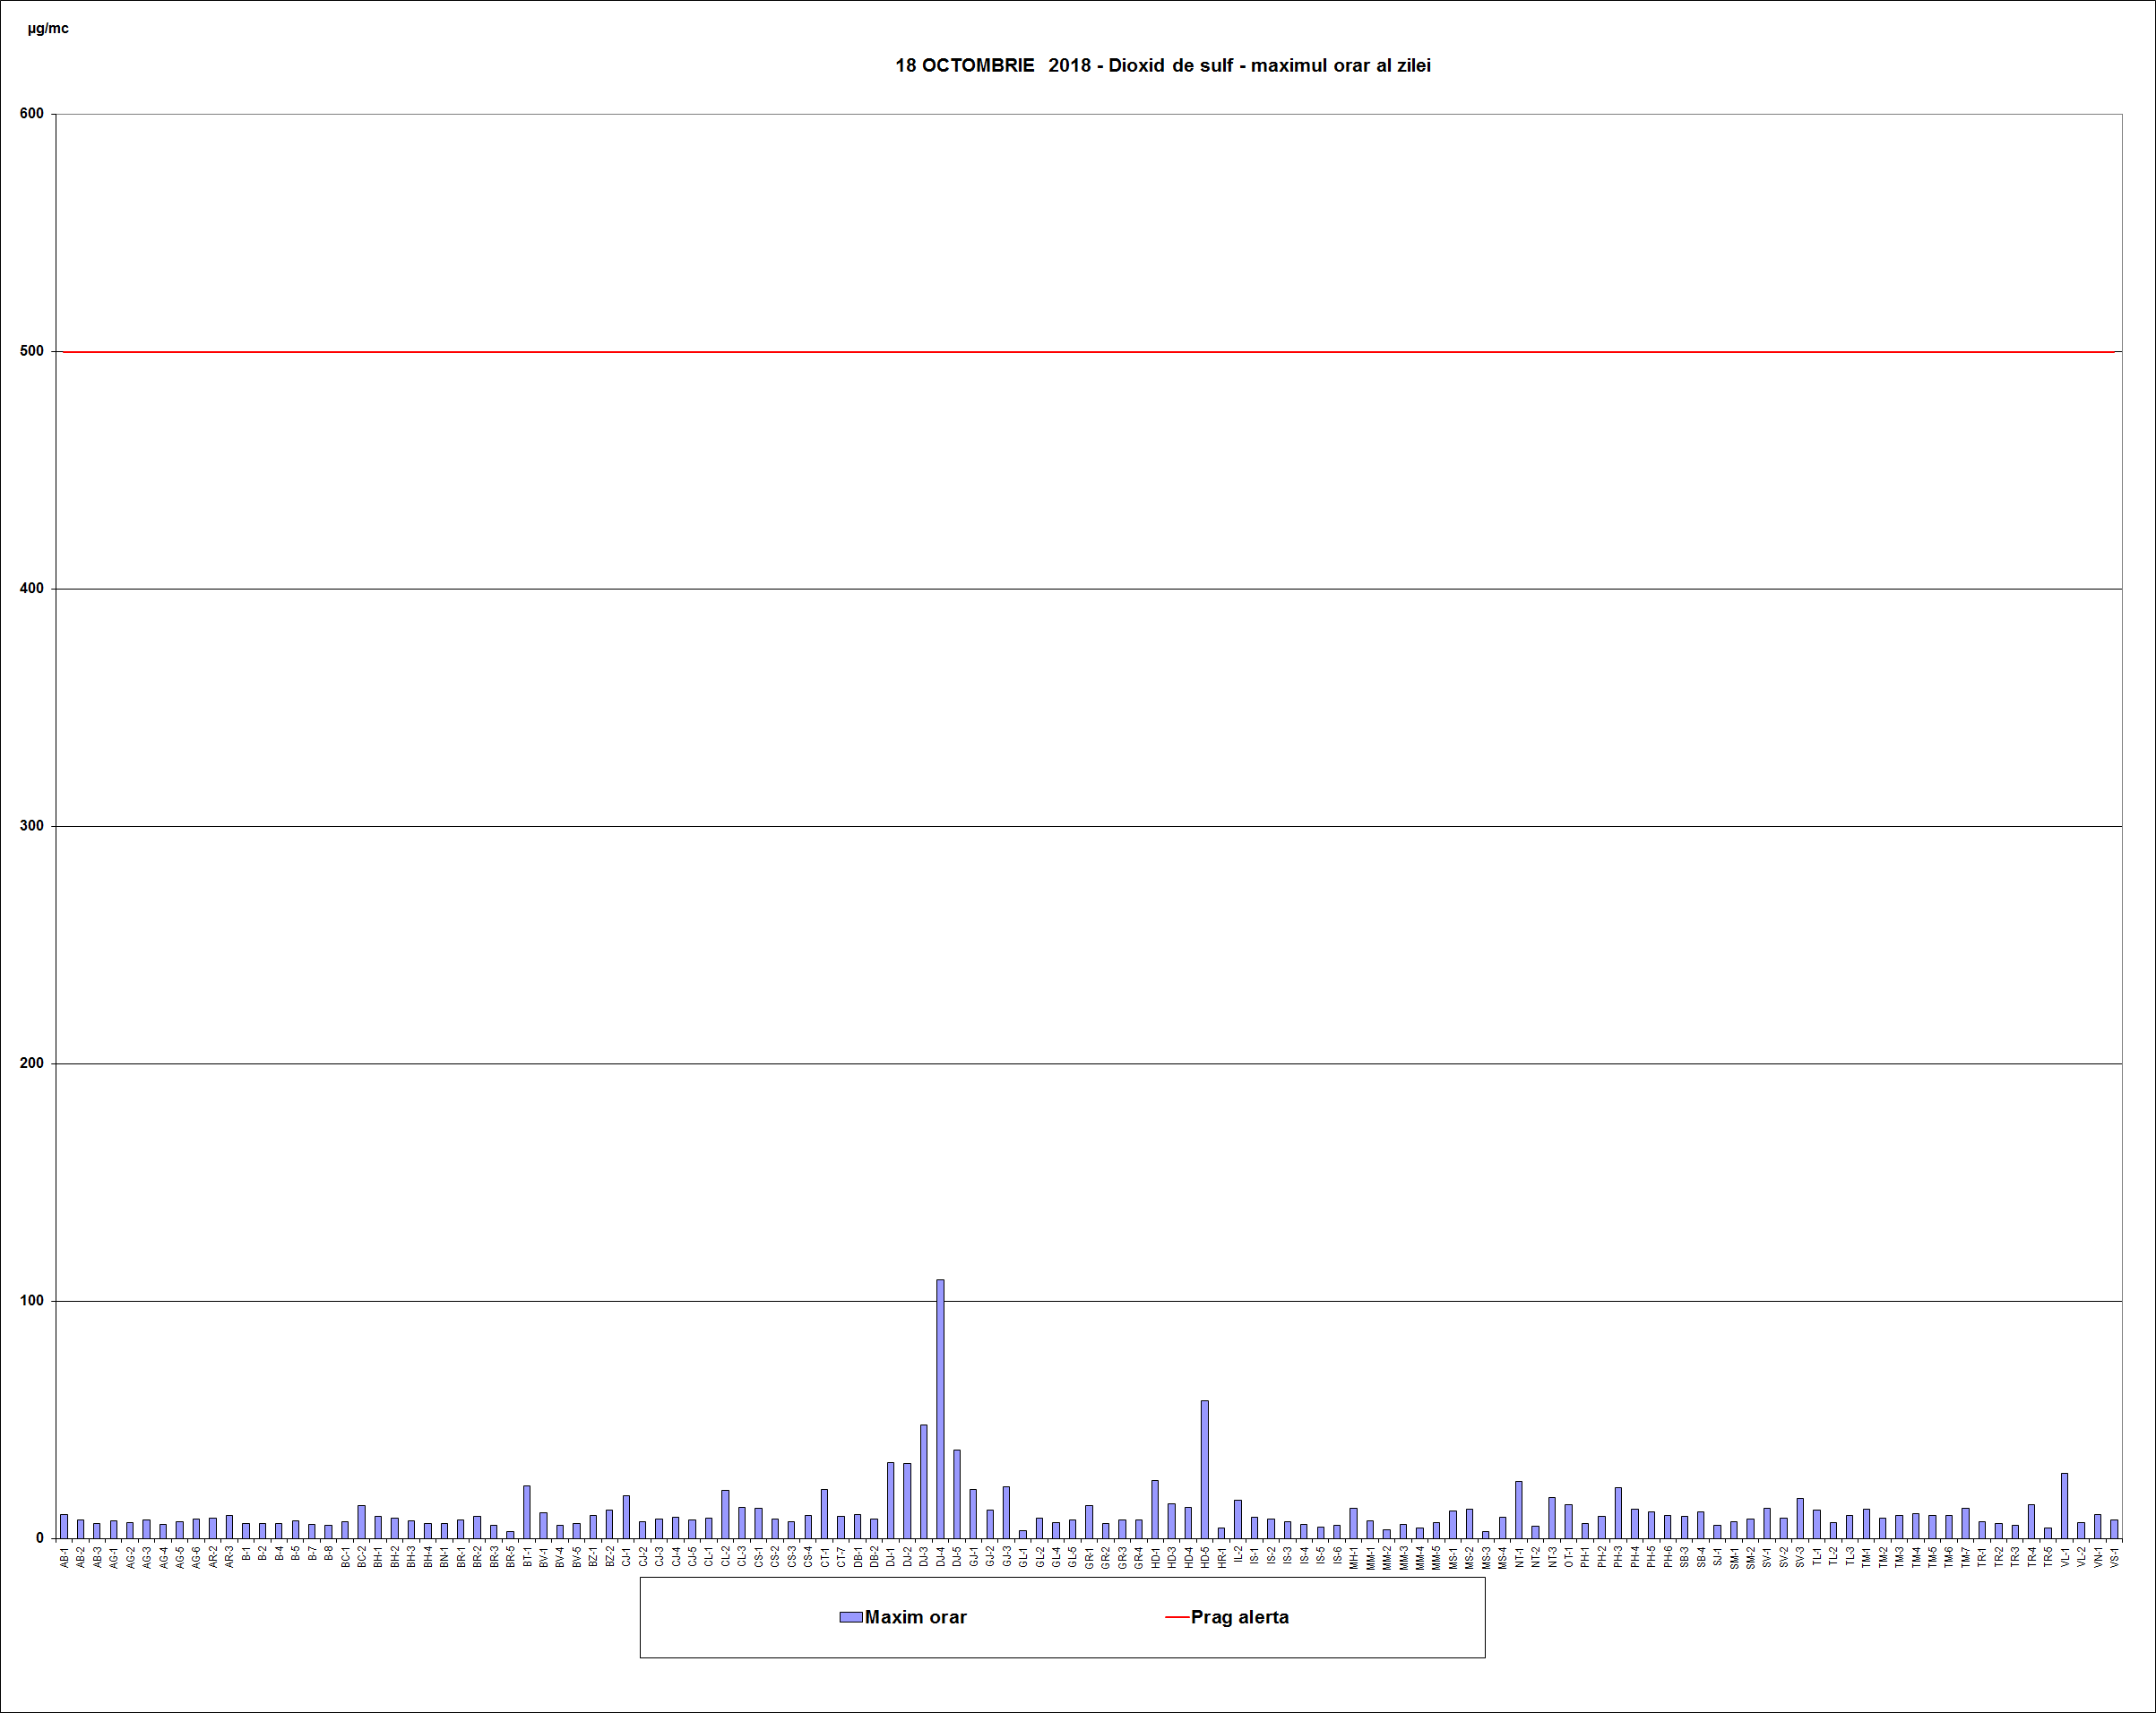 µg/mc
18 OCTOMBRIE 2018 - Dioxid de sulf - maximul orar al zilei
600
500
400
300
200
100
0
AB-1 AB-2 AB-3 AG-1 AG-2 AG-3 AG-4 AG-5 AG-6 AR-2 AR-3 B-1 B-2 B-4 B-5 B-7 B-8 BC-1 BC-2 BH-1 BH-2 BH-3 BH-4 BN-1 BR-1 BR-2 BR-3 BR-5 BT-1 BV-1 BV-4 BV-5 BZ-1 BZ-2 CJ-1 CJ-2 CJ-3 CJ-4 CJ-5 CL-1 CL-2 CL-3 CS-1 CS-2 CS-3 CS-4 CT-1 CT-7 DB-1 DB-2 DJ-1 DJ-2 DJ-3 DJ-4 DJ-5 GJ-1 GJ-2 GJ-3 GL-1 GL-2 GL-4 GL-5 GR-1 GR-2 GR-3 GR-4 HD-1 HD-3 HD-4 HD-5 HR-1 IL-2 IS-1 IS-2 IS-3 IS-4 IS-5 IS-6 MH-1 MM-1 MM-2 MM-3 MM-4 MM-5 MS-1 MS-2 MS-3 MS-4 NT-1 NT-2 NT-3 OT-1 PH-1 PH-2 PH-3 PH-4 PH-5 PH-6 SB-3 SB-4 SJ-1 SM-1 SM-2 SV-1 SV-2 SV-3 TL-1 TL-2 TL-3 TM-1 TM-2 TM-3 TM-4 TM-5 TM-6 TM-7 TR-1 TR-2 TR-3 TR-4 TR-5 VL-1 VL-2 VN-1 VS-1
Maxim orar Prag alerta